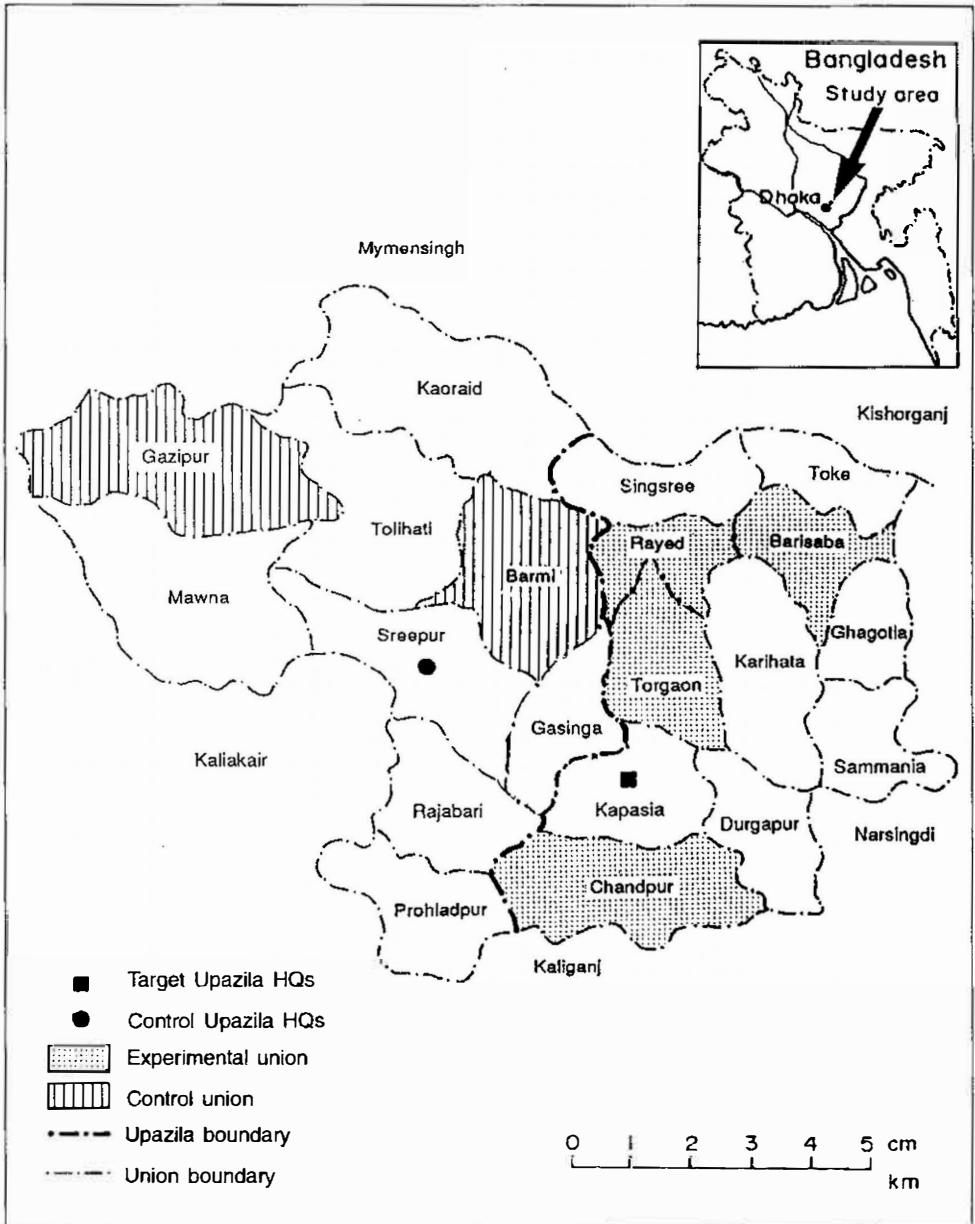 Bangladesh
Study area
Dhaka
Mymensingh
Kaoraid
Kishorganj
Gazipur
Singsree
Toke
Tolihati
Rayed
Barisaba
Barmi
Mawna
Sreepur
Ghagotia
Karihata
Torgaon
Gasinga
Kaliakair
Sammania
Rajabari
Kapasia
Durgapur
Narsingdi
Chandpur
Prohladpur
Kaliganj
Target Upazila HQs
Control Upazila HQs
Experimental union
Control union
Upazila boundary
Union boundary
0 1 2 3 4 5 cm
km